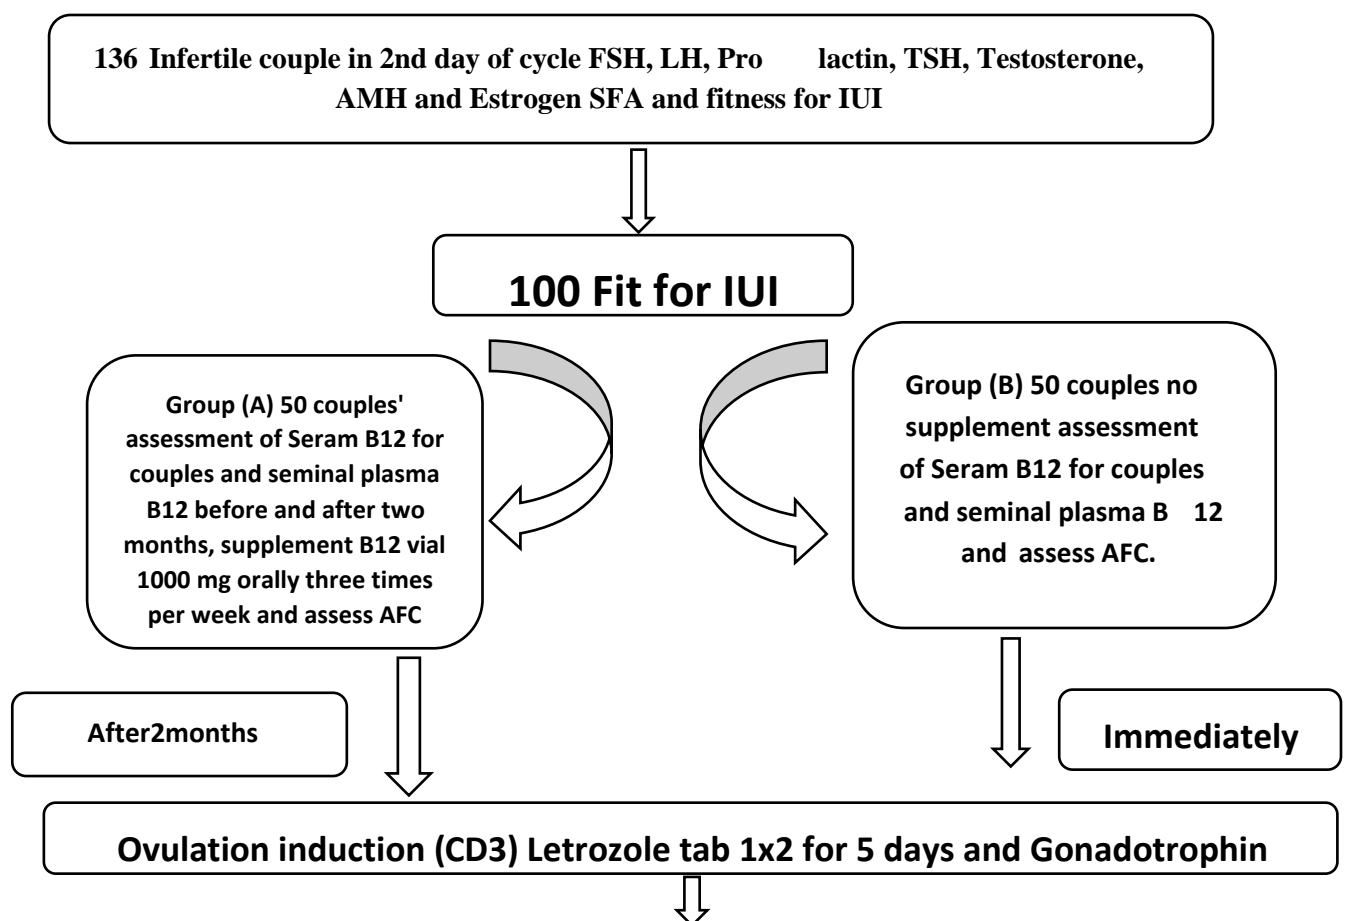 136 Infertile couple in 2nd day of cycle FSH, LH, Pro lactin, TSH, Testosterone,
AMH and Estrogen SFA and fitness for IUI
100 Fit for IUI
Group (A) 50 couples'
assessment of Seram B12 for
couples and seminal plasma
B12 before and after two
months, supplement B12 vial
1000 mg orally three times
per week and assess AFC
Group (B) 50 couples no
supplement assessment
of Seram B12 for couples
and seminal plasma B 12
and assess AFC.
After2months
Immediately
Ovulation induction (CD3) Letrozole tab 1x2 for 5 days and Gonadotrophin